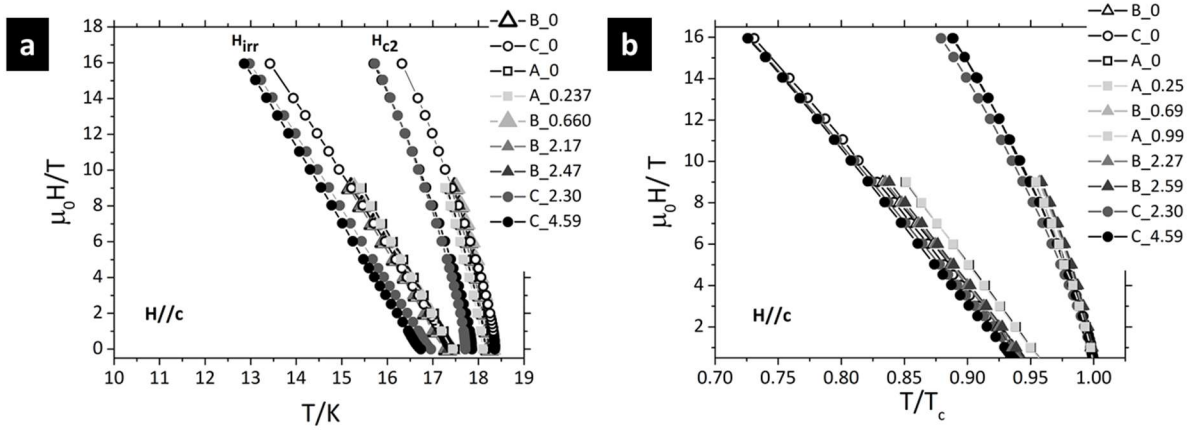 a
H_irr
H_c2
μ₀H/T
18
16
14
12
10
8
6
4
2
0
10 11 12 13 14 15 16 17 18 19
T/K
H//c
B_0
C_0
A_0
A_0.237
B_0.660
B_2.17
B_2.47
C_2.30
C_4.59
b
μ₀H/ T
16
14
12
10
8
6
4
2
0.70 0.75 0.80 0.85 0.90 0.95 1.00
T/T_c
H//c
B_0
C_0
A_0
A_0.25
B_0.69
A_0.99
B_2.27
B_2.59
C_2.30
C_4.59